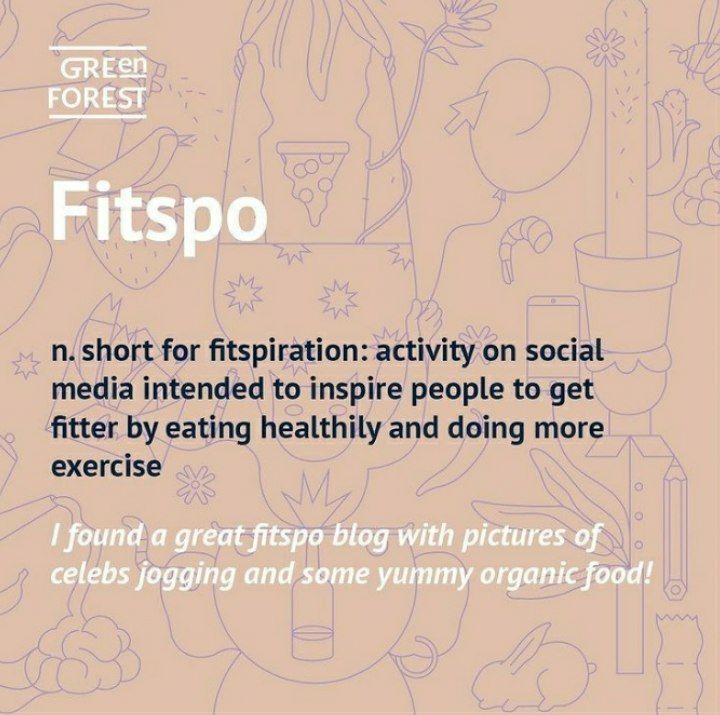 GREen
FOREST
Fitspo
n. short for fitspiration: activity on social
media intended to inspire people to get
fitter by eating healthily and doing more
exercise
I found a great fitspo blog with pictures of
celebs jogging and some yummy organic food!